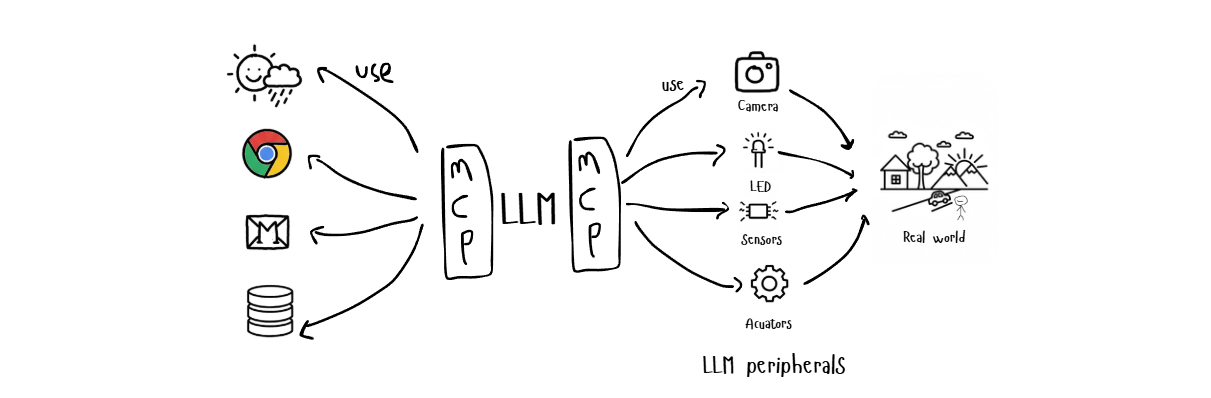 use
M
C
P
LLM
M
C
P
use
Camera
LED
Sensors
Acuators
LLM peripherals
Real world
M